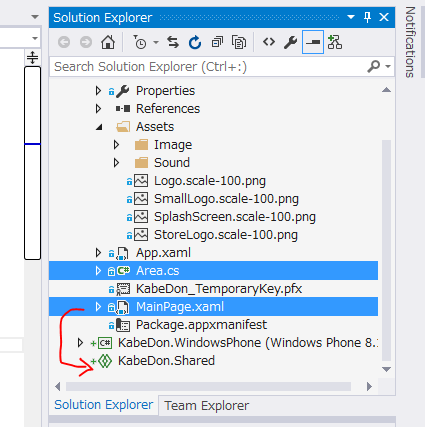 Solution Explorer
Search Solution Explorer (Ctrl+:)
Properties
References
Assets
Image
Sound
Logo.scale-100.png
SmallLogo.scale-100.png
SplashScreen.scale-100.png
StoreLogo.scale-100.png
App.xaml
Area.cs
KabeDon_TemporaryKey.pfx
MainPage.xaml
Package.appxmanifest
KabeDon.WindowsPhone (Windows Phone 8.
KabeDon.Shared
Solution Explorer Team Explorer
Notifications